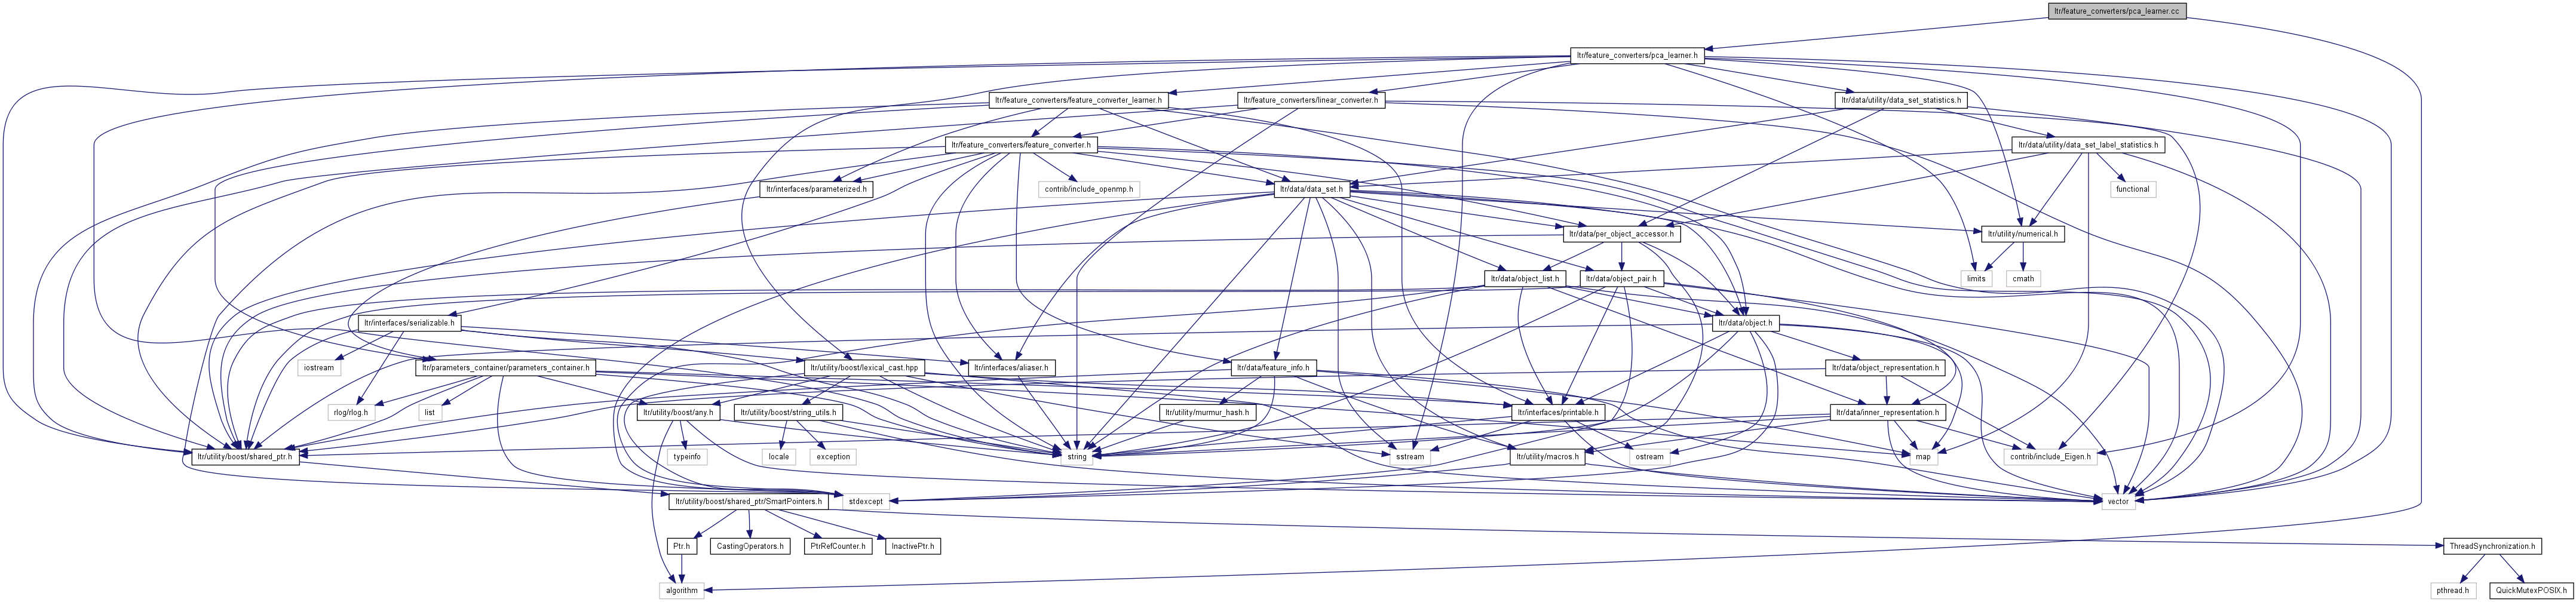 ltr/feature_converters/pca_learner.cc
ltr/feature_converters/pca_learner.h
ltr/feature_converters/feature_converter_learner.h
ltr/feature_converters/linear_converter.h
ltr/data/utility/data_set_statistics.h
ltr/feature_converters/feature_converter.h
ltr/data/utility/data_set_label_statistics.h
ltr/interfaces/parameterized.h
contrib/include_openmp.h
ltr/data/data_set.h
functional
ltr/data/per_object_accessor.h
ltr/utility/numerical.h
ltr/data/object_list.h
ltr/data/object_pair.h
limits
cmath
ltr/interfaces/serializable.h
ltr/data/object.h
iostream
ltr/parameters_container/parameters_container.h
ltr/utility/boost/lexical_cast.hpp
ltr/interfaces/aliaser.h
ltr/data/feature_info.h
ltr/data/object_representation.h
rlog/rlog.h
list
ltr/utility/boost/any.h
ltr/utility/boost/string_utils.h
ltr/utility/murmur_hash.h
ltr/interfaces/printable.h
ltr/data/inner_representation.h
ltr/utility/boost/shared_ptr.h
typeinfo
locale
exception
string
sstream
ltr/utility/macros.h
ostream
map
contrib/include_Eigen.h
ltr/utility/boost/shared_ptr/SmartPointers.h
stdexcept
vector
Ptr.h
CastingOperators.h
PtrRefCounter.h
InactivePtr.h
ThreadSynchronization.h
algorithm
pthread.h
QuickMutexPOSIX.h